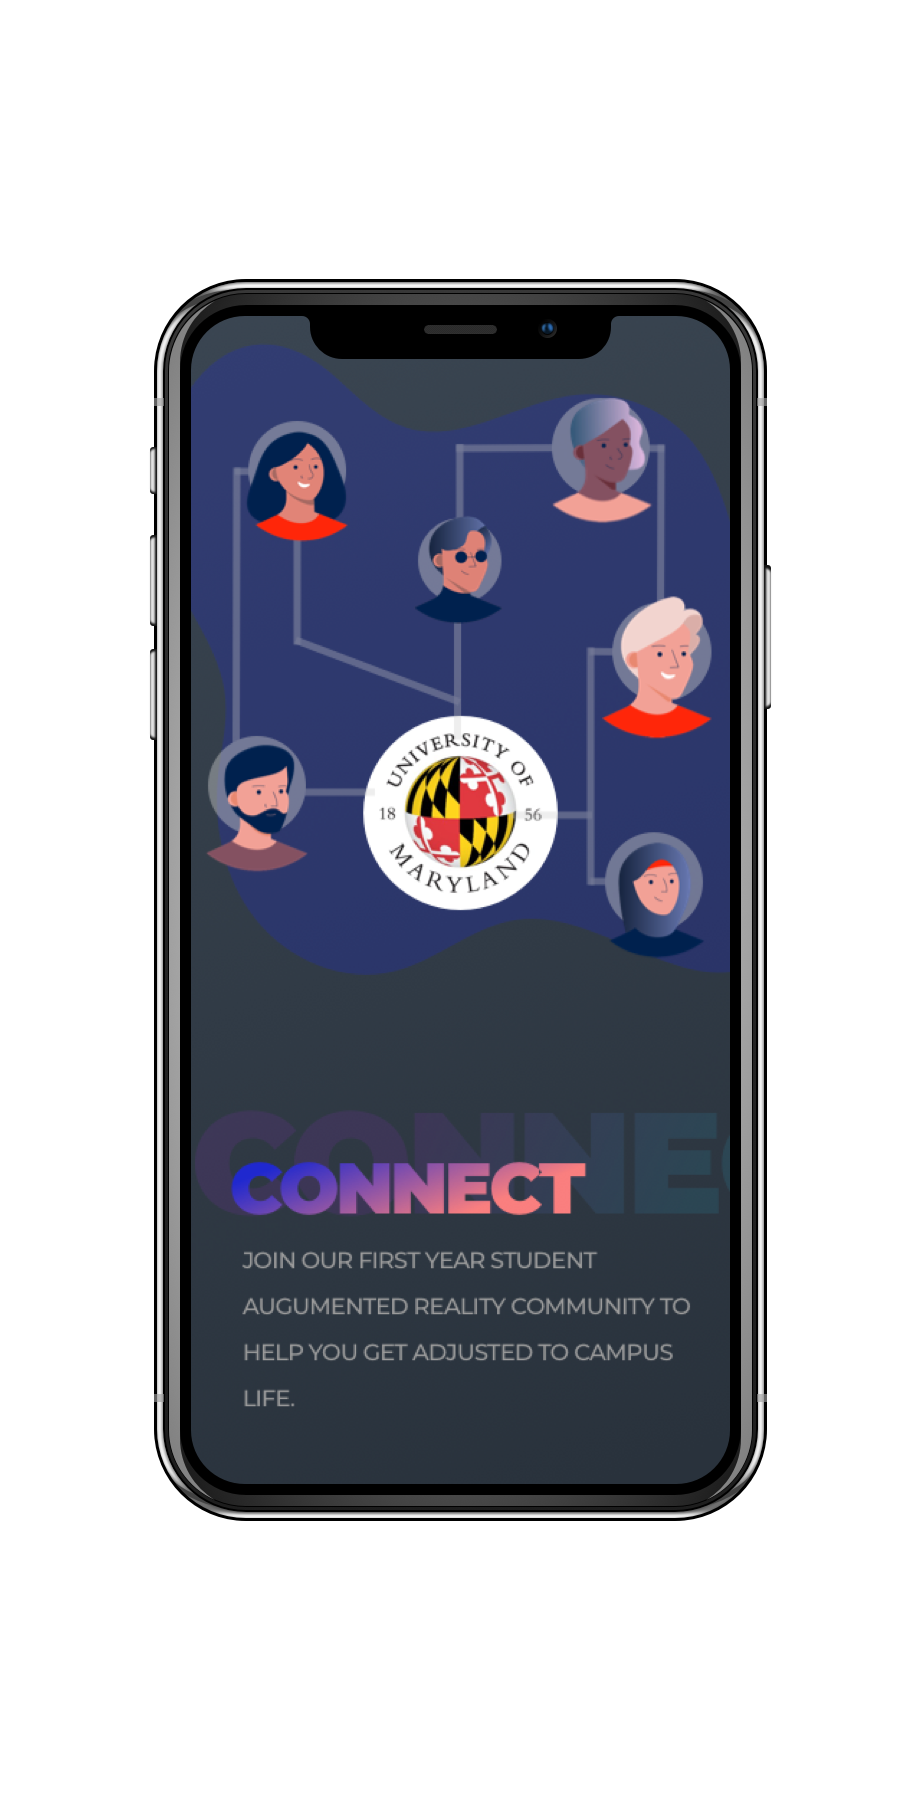 UNIVERSITY OF
18 56
MARYLAND
CONNEC
CONNECT
JOIN OUR FIRST YEAR STUDENT
AUGUMENTED REALITY COMMUNITY TO
HELP YOU GET ADJUSTED TO CAMPUS
LIFE.